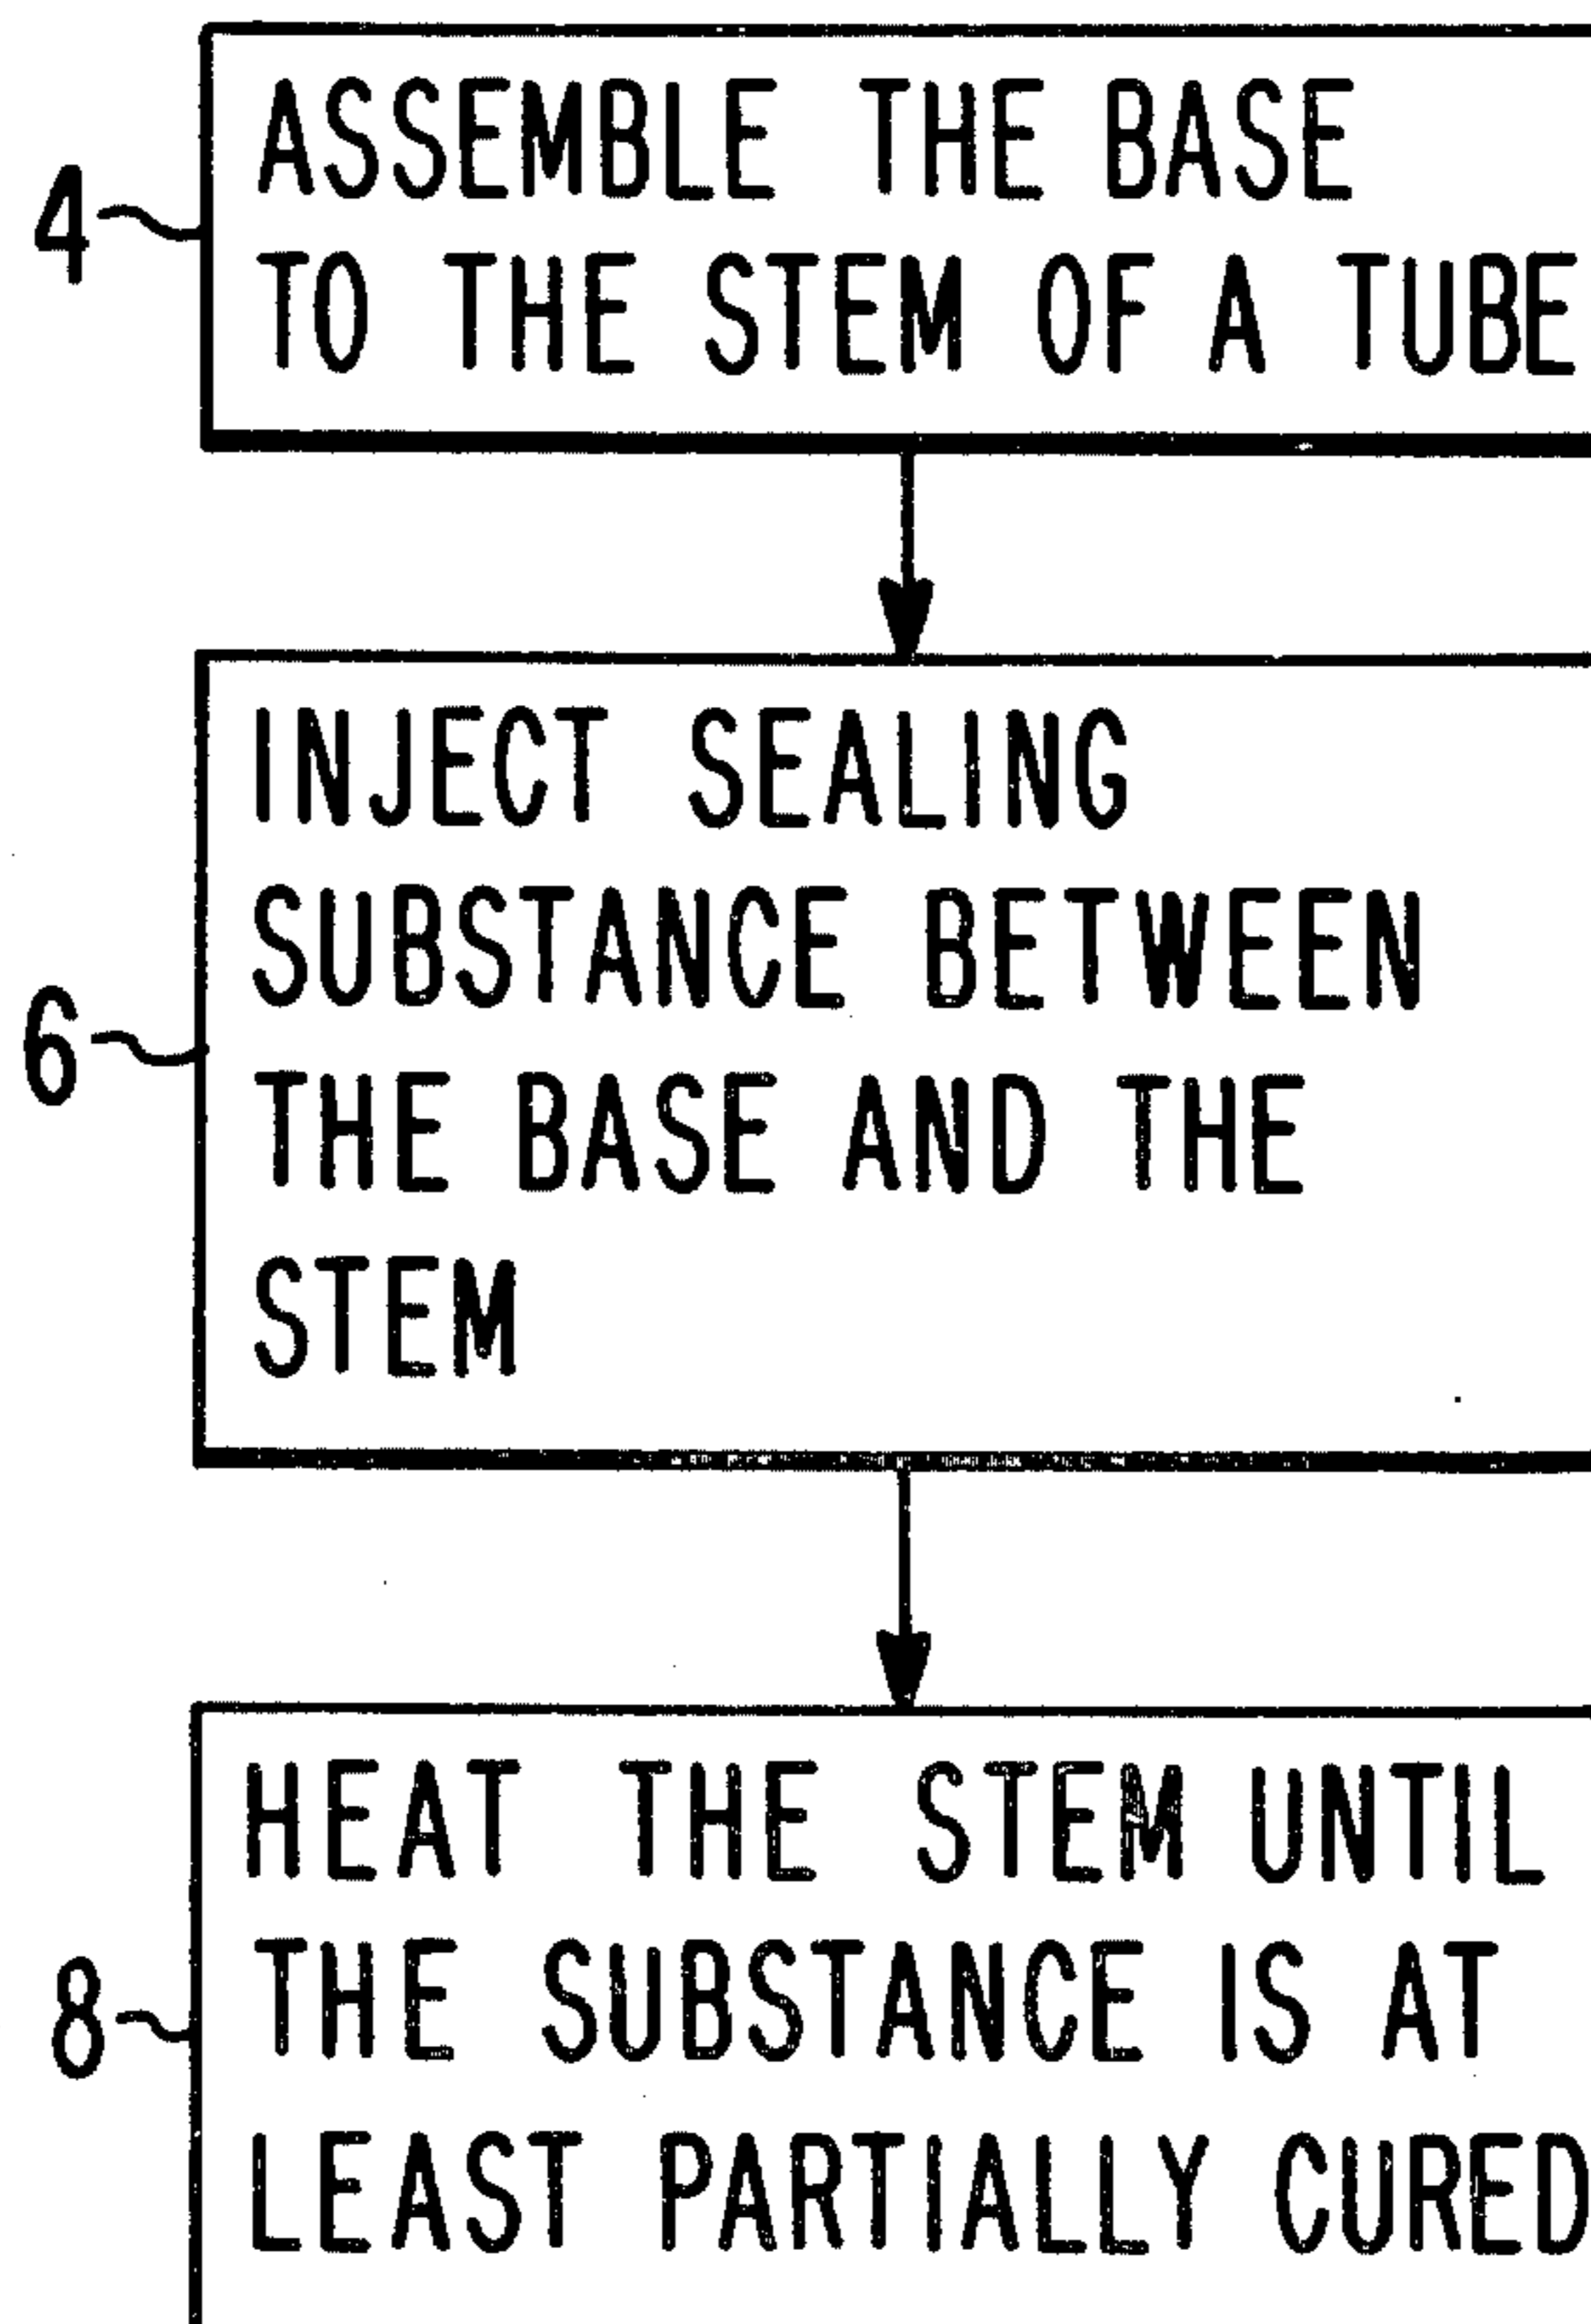 4
ASSEMBLE THE BASE
TO THE STEM OF A TUBE
6
INJECT SEALING
SUBSTANCE BETWEEN
THE BASE AND THE
STEM
8
HEAT THE STEM UNTIL
THE SUBSTANCE IS AT
LEAST PARTIALLY CURED